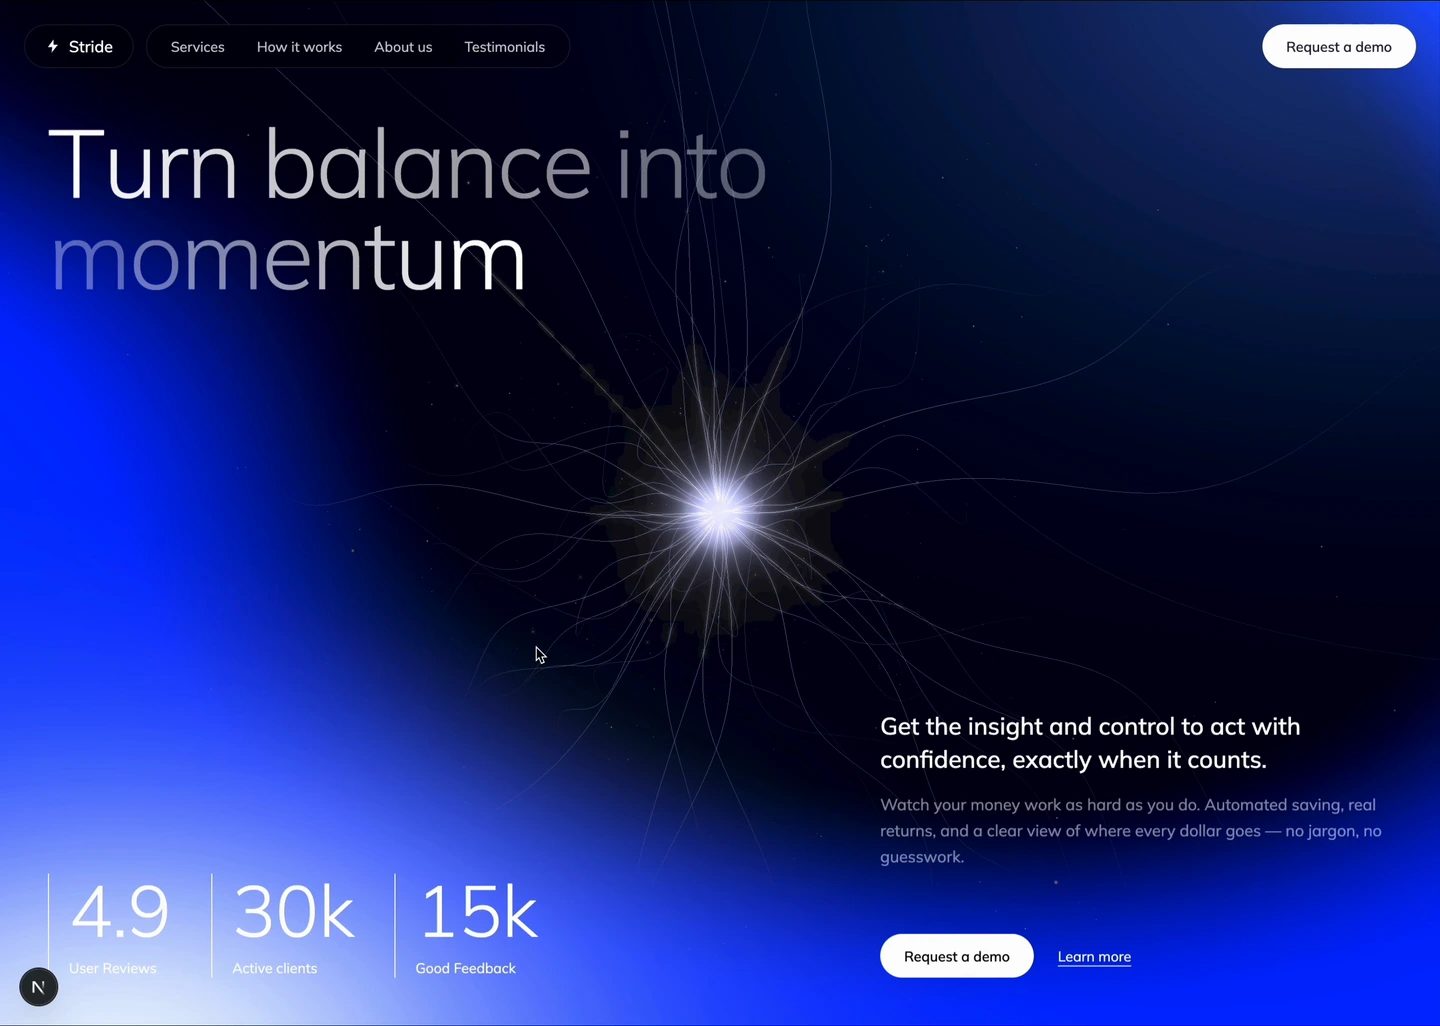 Stride
Services
How it works
About us
Testimonials
Request a demo
Turn balance into
momentum
Get the insight and control to act with
confidence, exactly when it counts.
Watch your money work as hard as you do. Automated saving, real
returns, and a clear view of where every dollar goes — no jargon, no
guesswork.
4.9
User Reviews
30k
Active clients
15k
Good Feedback
Request a demo
Learn more
N